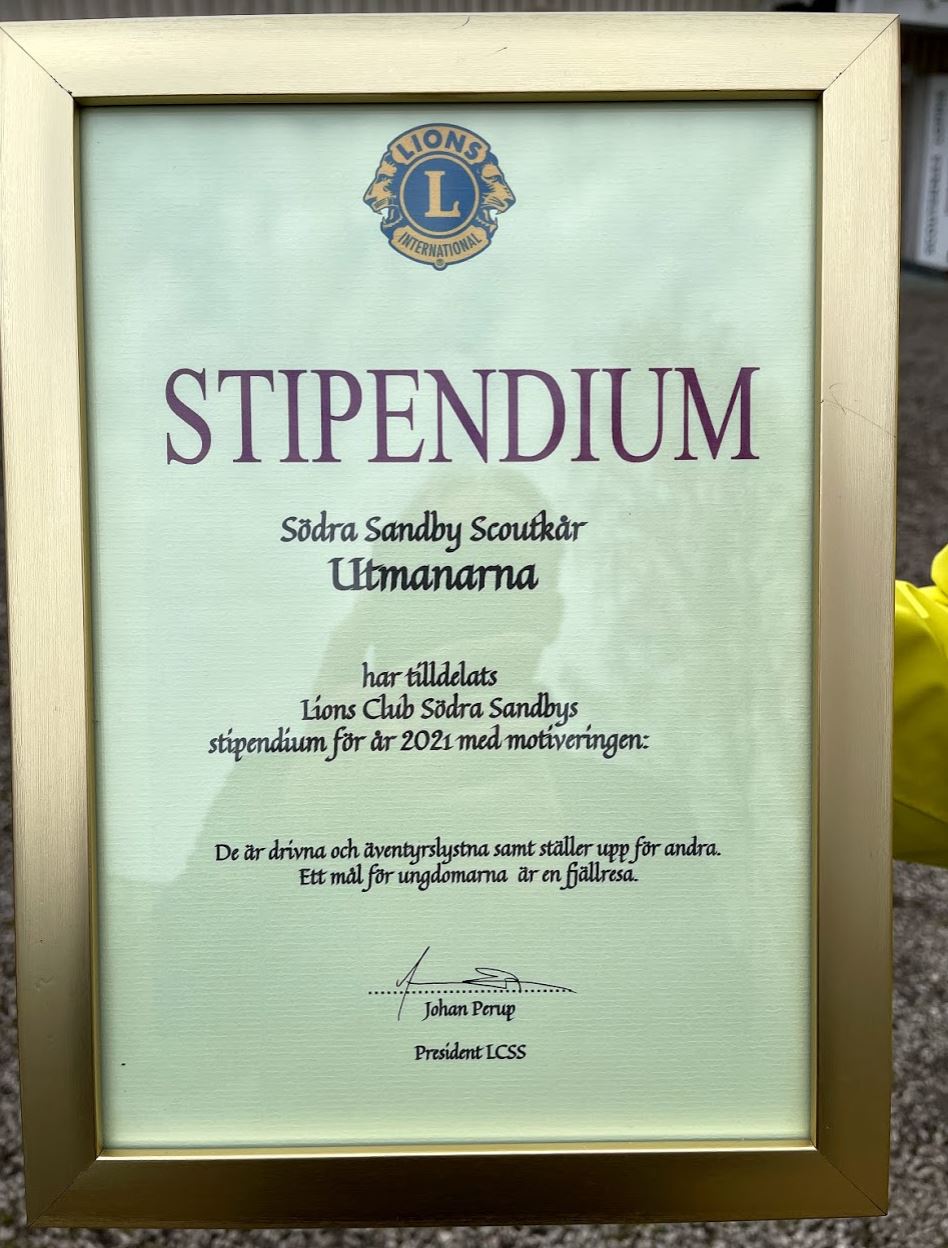 LIONS
L
INTERNATIONAL
STIPENDIUM
Södra Sandby Scoutkår
Utmanarna
har tilldelats
Lions Club Södra Sandbys
stipendium för år 2021 med motiveringen:
De är drivna och äventyrslystna samt ställer upp för andra.
Ett mål för ungdomarna är en fjällresa.
Johan Perup
President LCSS